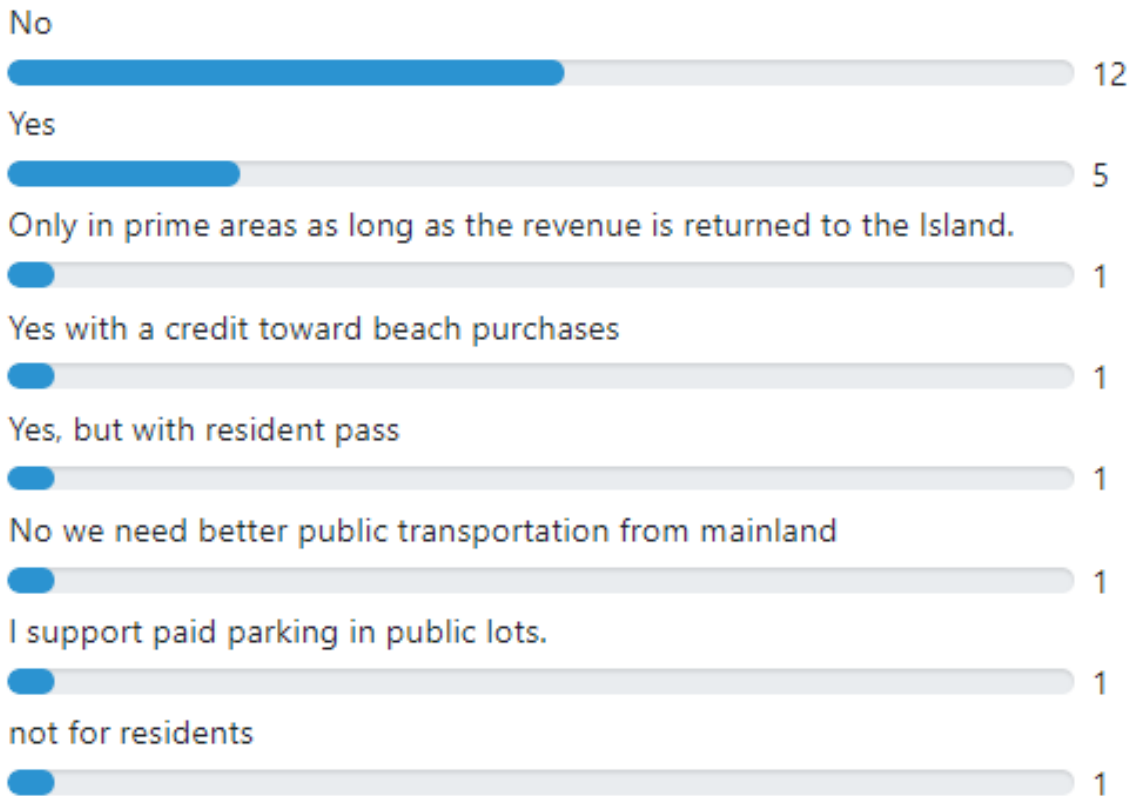 No
12
Yes
5
Only in prime areas as long as the revenue is returned to the Island.
1
Yes with a credit toward beach purchases
1
Yes, but with resident pass
1
No we need better public transportation from mainland
1
I support paid parking in public lots.
1
not for residents
1